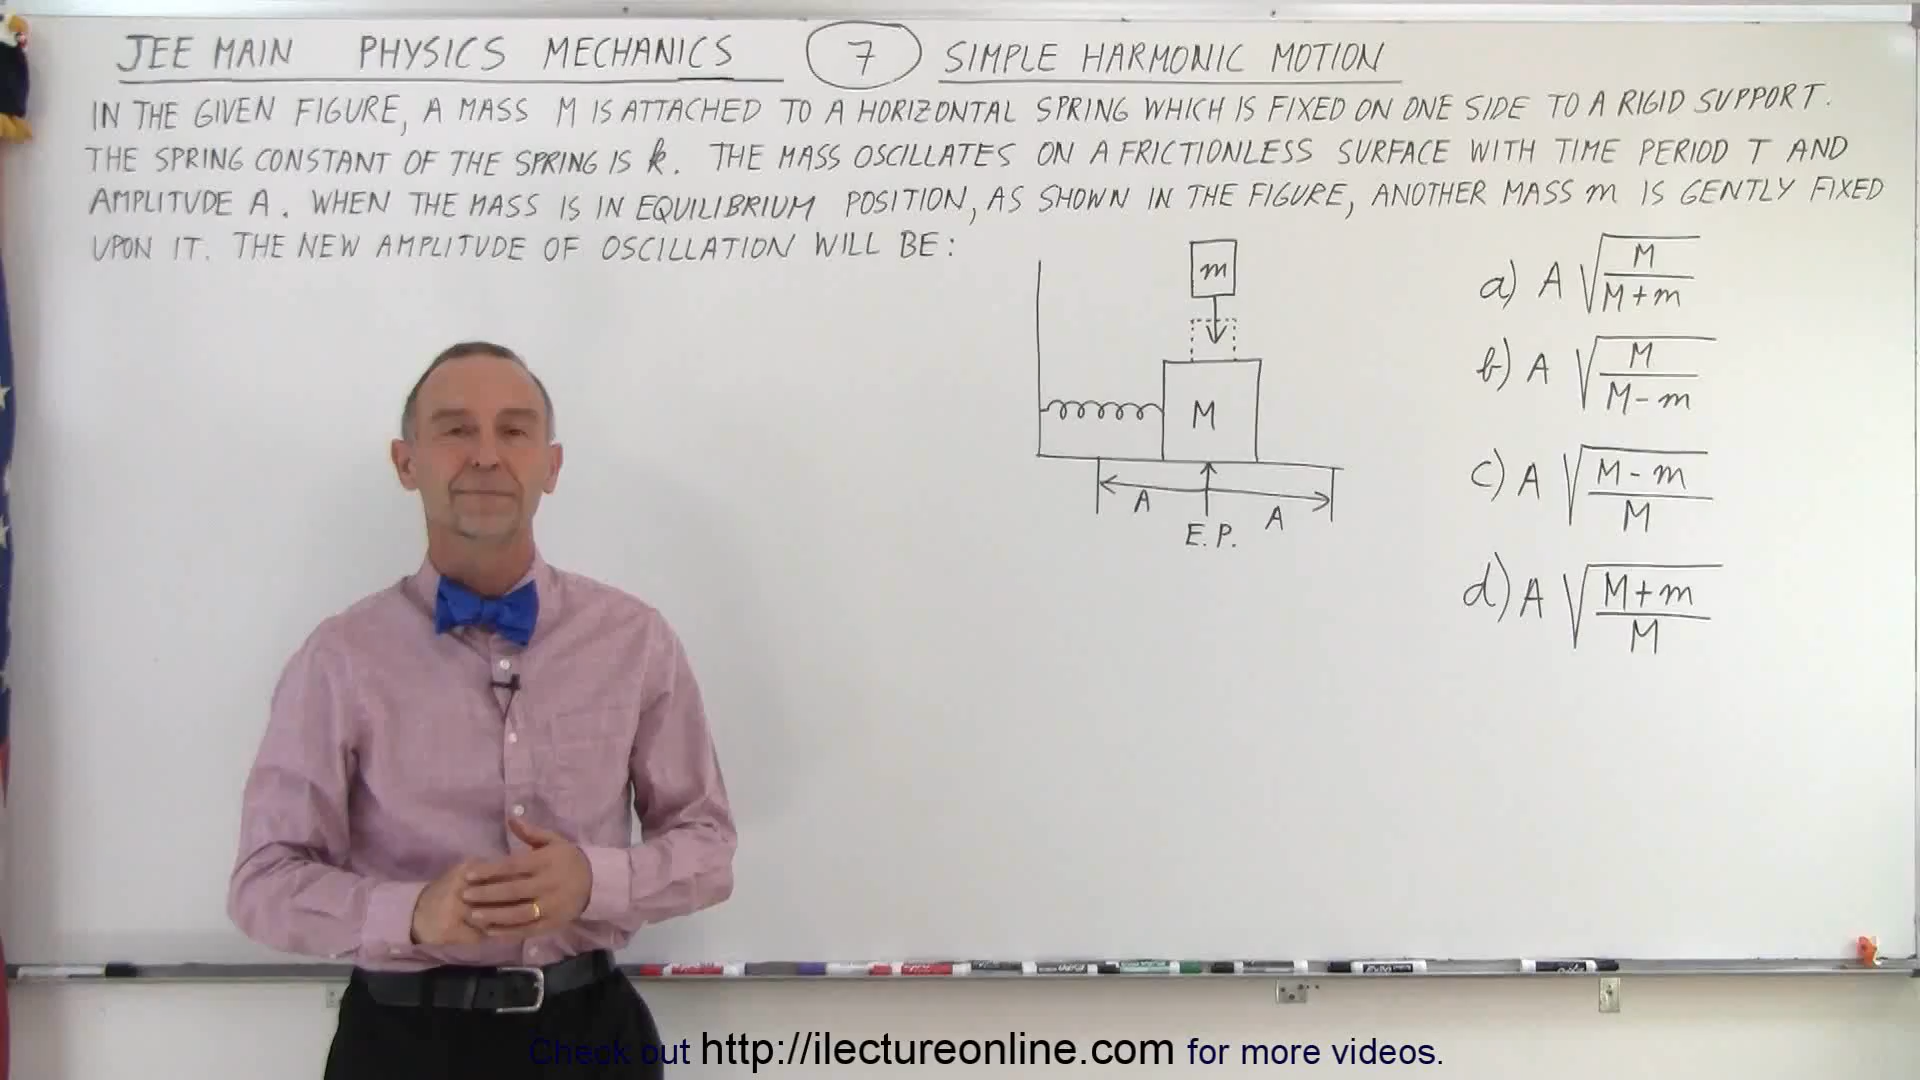 JEE MAIN PHYSICS MECHANICS 7 SIMPLE HARMONIC MOTION
IN THE GIVEN FIGURE, A MASS M IS ATTACHED TO A HORIZONTAL SPRING WHICH IS FIXED ON ONE SIDE TO A RIGID SUPPORT.
THE SPRING CONSTANT OF THE SPRING IS k. THE MASS OSCILLATES ON A FRICTIONLESS SURFACE WITH TIME PERIOD T AND
AMPLITUDE A. WHEN THE MASS IS IN EQUILIBRIUM POSITION, AS SHOWN IN THE FIGURE, ANOTHER MASS m IS GENTLY FIXED
UPON IT. THE NEW AMPLITUDE OF OSCILLATION WILL BE:
m
M
A
A
E.P.
a) A √(M/(M+m))
b) A √(M/(M-m))
c) A √((M-m)/M)
d) A √((M+m)/M)
Check out http://ilectureonline.com for more videos.